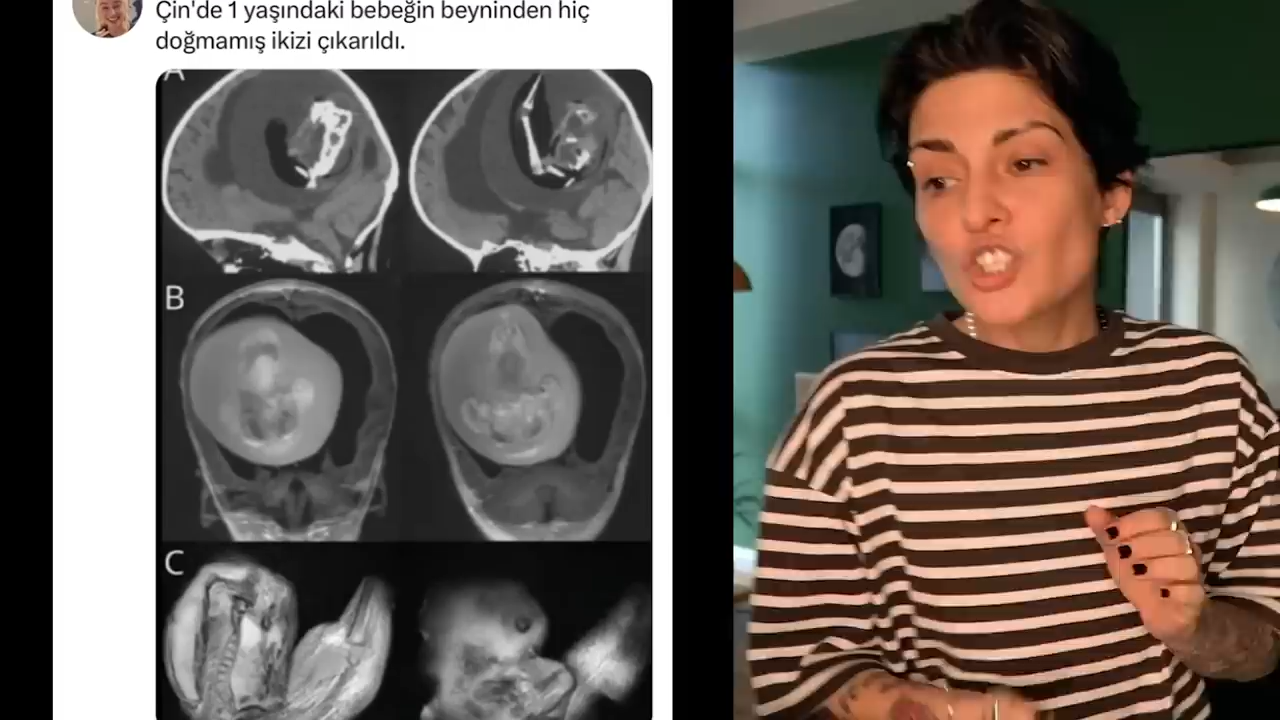 Çin'de 1 yaşındaki bebeğin beyninden hiç
doğmamış ikizi çıkarıldı.
A
B
C